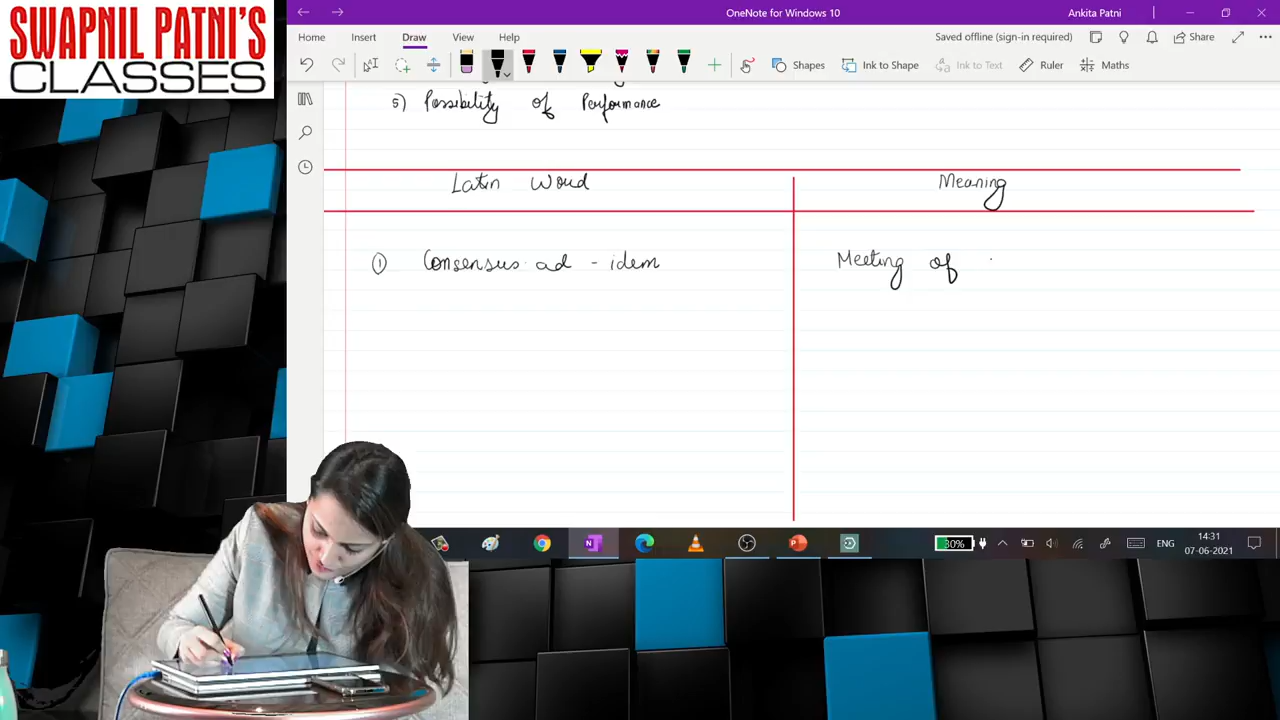 SWAPNIL PATNI'S
CLASSES
OneNote for Windows 10
Ankita Patni
Home Insert Draw View Help
Saved offline (sign-in required)
Share
Shapes
Ink to Shape
Ink to Text
Ruler
Maths
5) Possibility of Performance
Latin Word
Meaning
① Consensus ad - idem
Meeting of
30%
ENG
14:31
07-06-2021